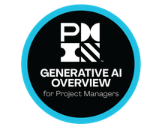 GENERATIVE AI
OVERVIEW
for Project Managers